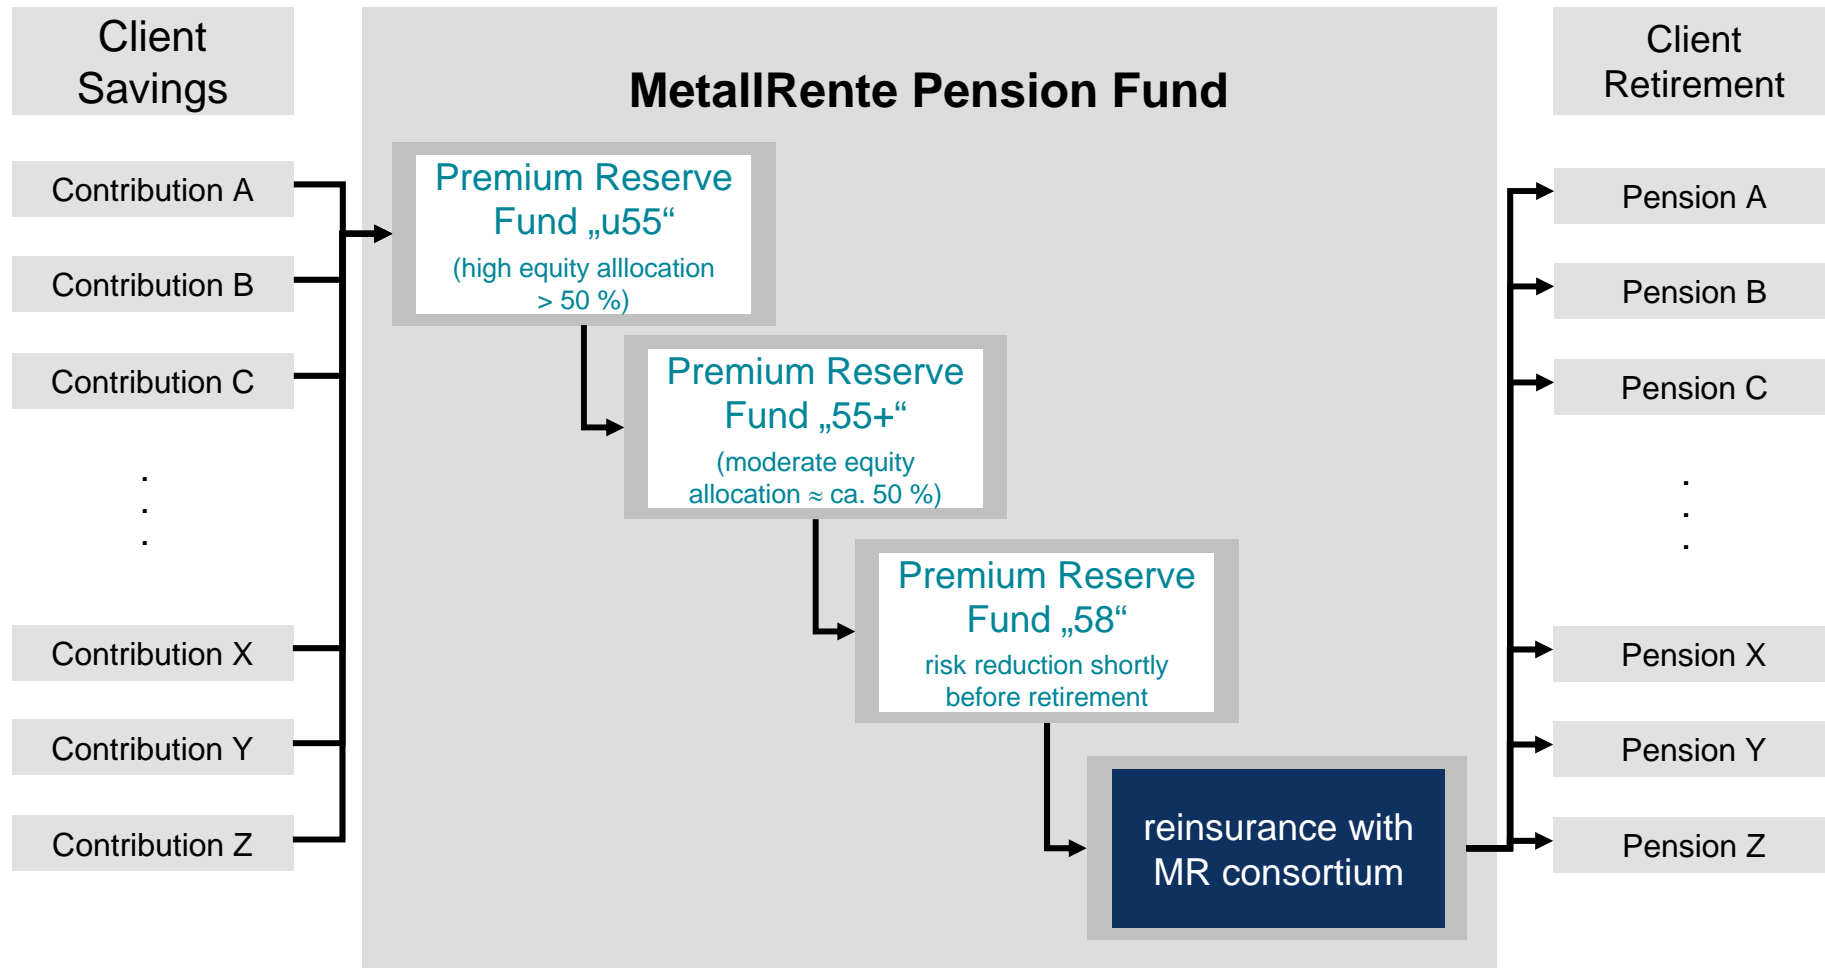 Client
Savings
MetallRente Pension Fund
Client
Retirement
Contribution A
Contribution B
Contribution C
.
.
.
Contribution X
Contribution Y
Contribution Z
Premium Reserve
Fund „u55“
(high equity alllocation
> 50 %)
Premium Reserve
Fund „55+“
(moderate equity
allocation ≈ ca. 50 %)
Premium Reserve
Fund „58“
risk reduction shortly
before retirement
reinsurance with
MR consortium
Pension A
Pension B
Pension C
.
.
.
Pension X
Pension Y
Pension Z